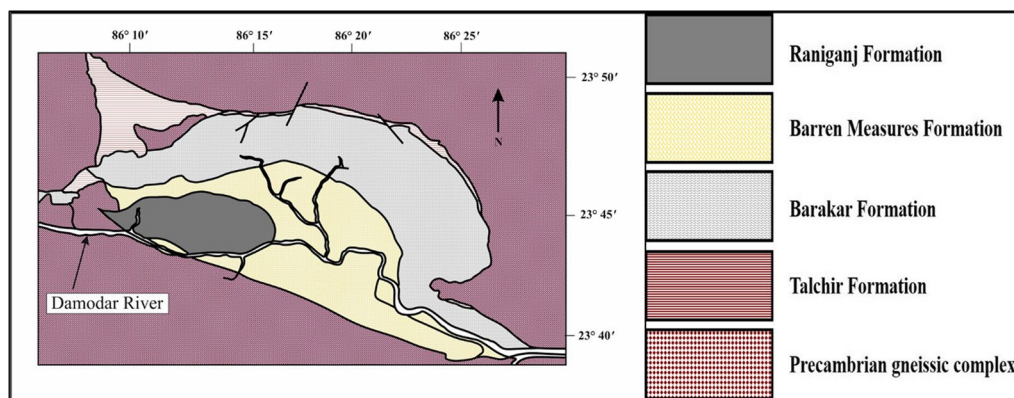 86° 10′ 86° 15′ 86° 20′ 86° 25′
23° 50′
N
23° 45′
Damodar River
23° 40′
Raniganj Formation
Barren Measures Formation
Barakar Formation
Talchir Formation
Precambrian gneissic complex